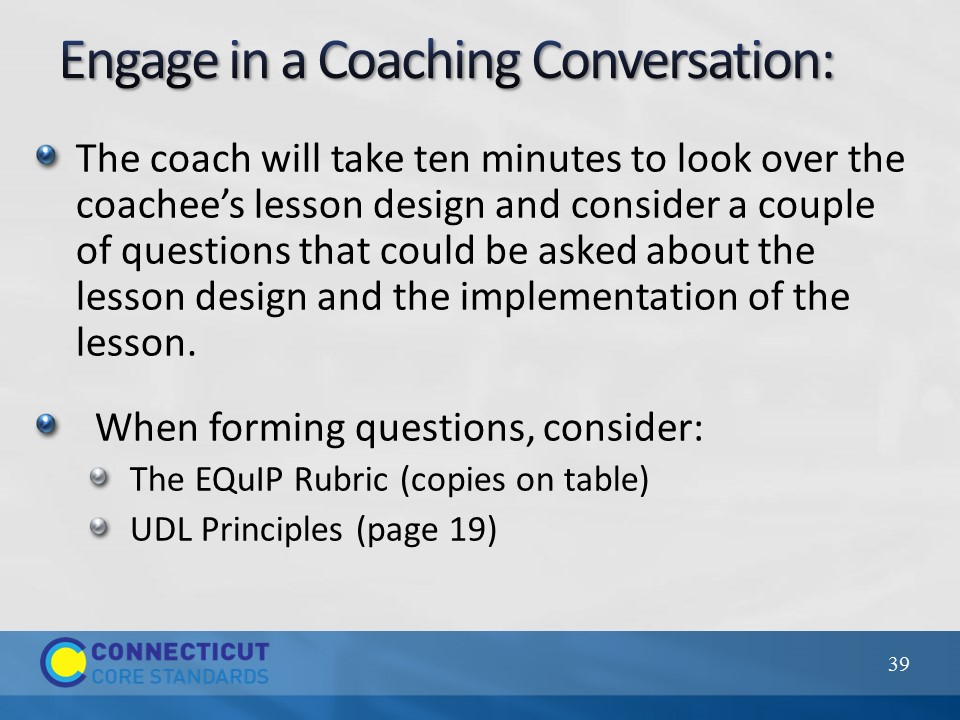 Engage in a Coaching Conversation:
The coach will take ten minutes to look over the
coachee’s lesson design and consider a couple
of questions that could be asked about the
lesson design and the implementation of the
lesson.
When forming questions, consider:
The EQuIP Rubric (copies on table)
UDL Principles (page 19)
CONNECTICUT
CORE STANDARDS
39